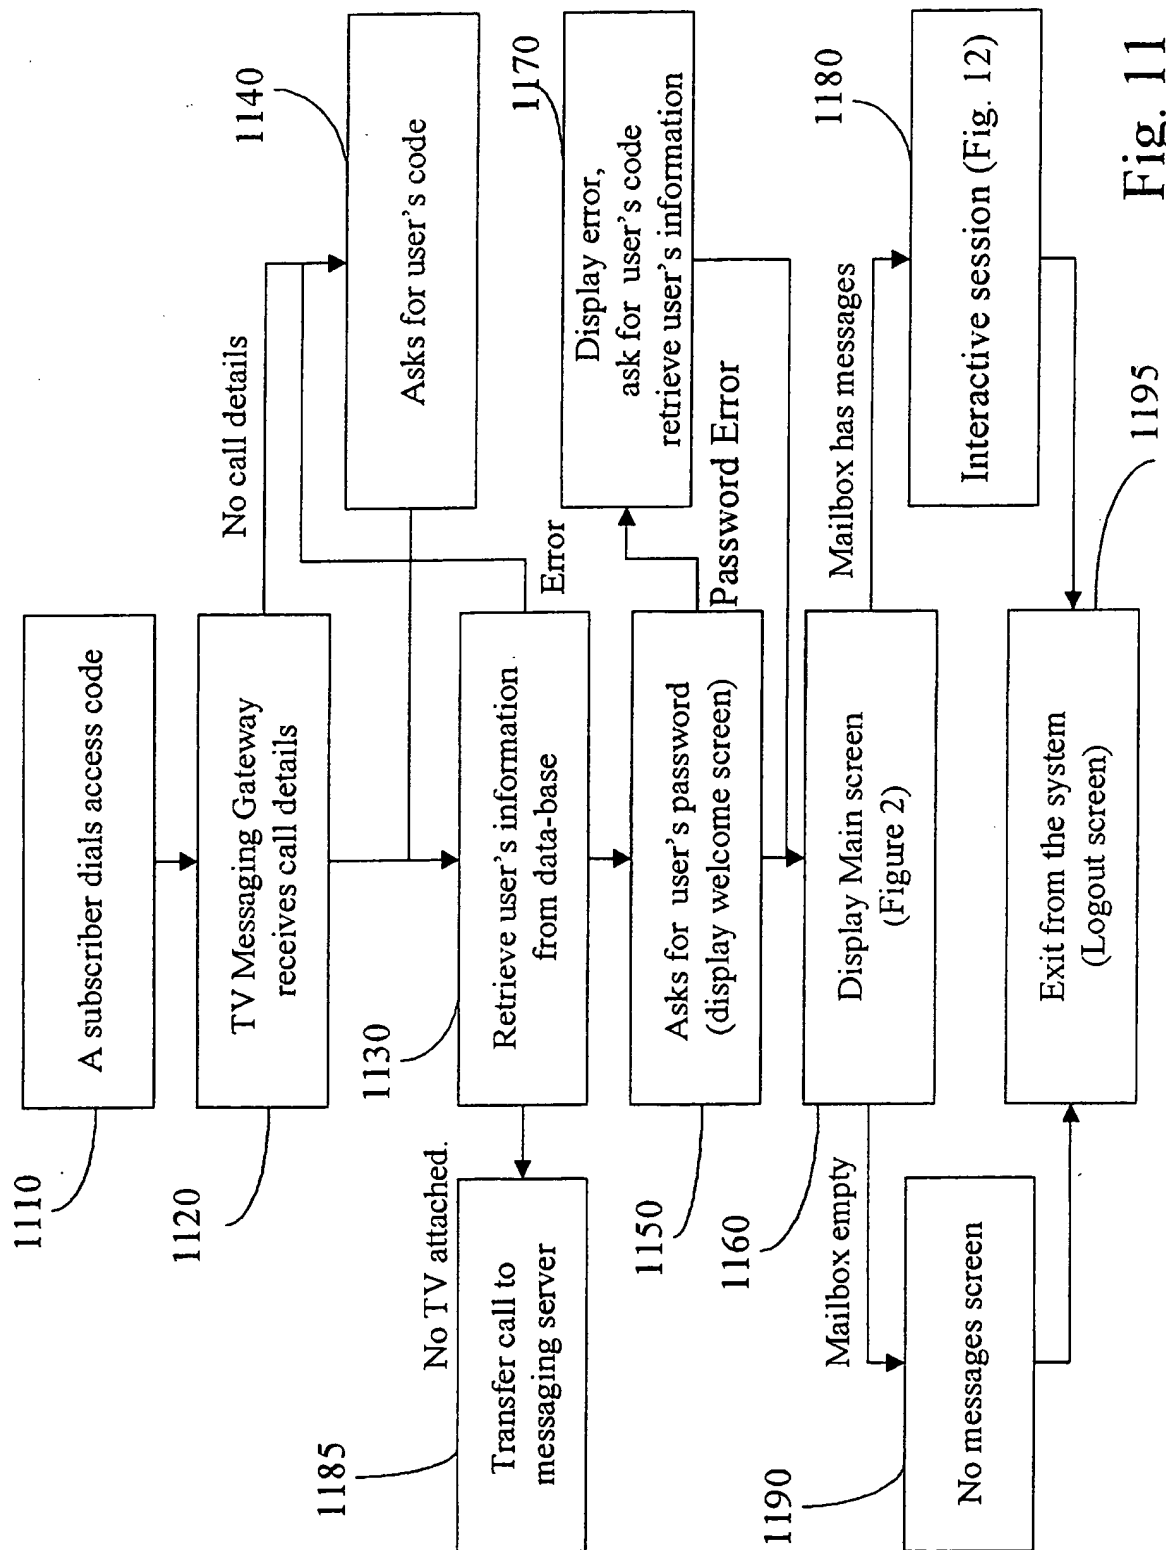 1110
A subscriber dials access code
1120
TV Messaging Gateway
receives call details
No call details
1140
Asks for user's code
1130
Retrieve user's information
from data-base
Error
No TV attached.
1185
Transfer call to
messaging server
1150
Asks for user's password
(display welcome screen)
Password Error
1170
Display error,
ask for user's code
retrieve user's information
1160
Display Main screen
(Figure 2)
Mailbox empty
Mailbox has messages
1180
Interactive session (Fig. 12)
1190
No messages screen
Exit from the system
(Logout screen)
1195
Fig. 11